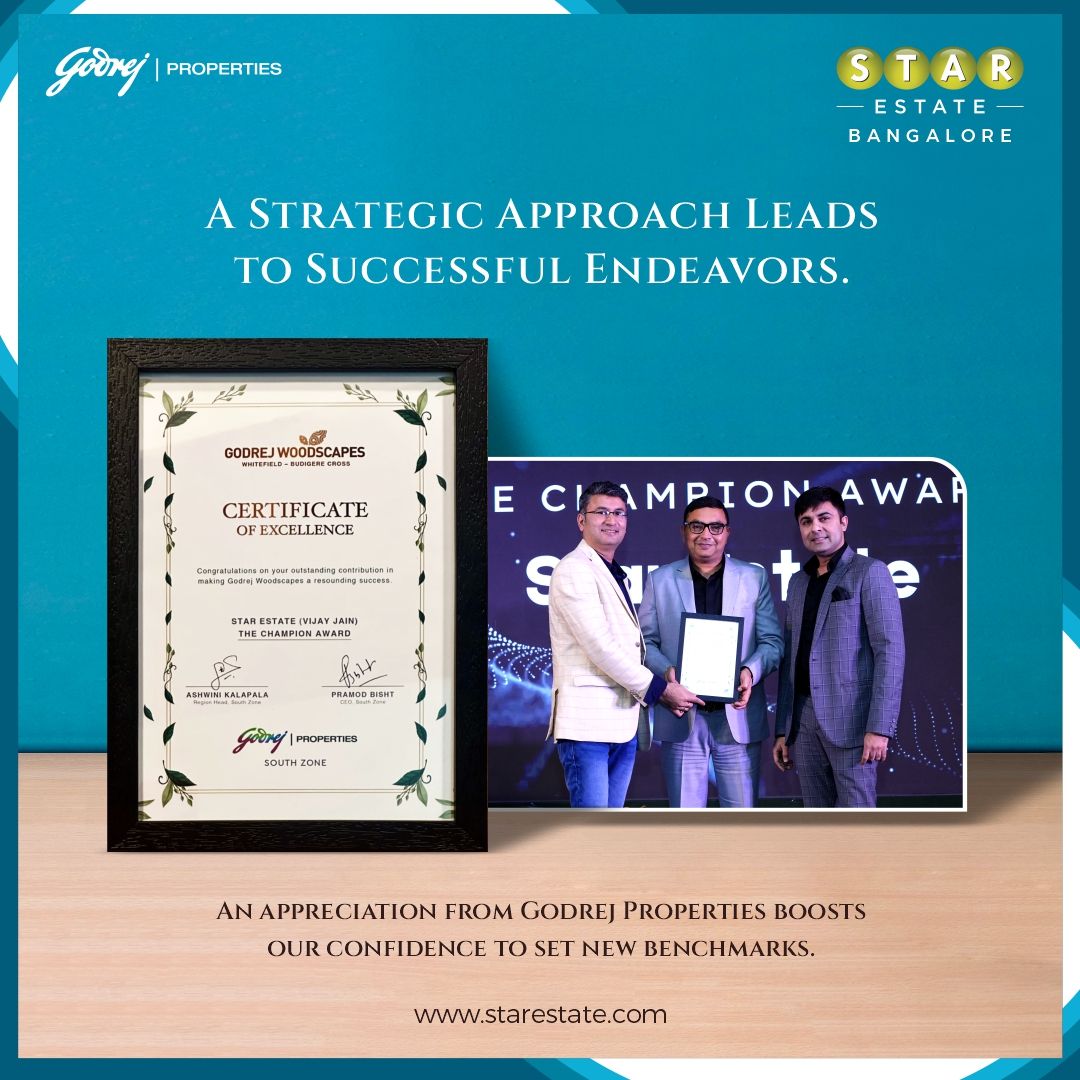 Godrej | PROPERTIES
STAR
ESTATE
BANGALORE
A STRATEGIC APPROACH LEADS
TO SUCCESSFUL ENDEAVORS.
GODREJ WOODSCAPES
WHITEFIELD – BUDIGERE CROSS
CERTIFICATE
OF EXCELLENCE
Congratulations on your outstanding contribution in
making Godrej Woodscapes a resounding success.
STAR ESTATE (VIJAY JAIN)
THE CHAMPION AWARD
ASHWINI KALAPALA
Region Head, South Zone
PRAMOD BISHT
CEO, South Zone
Godrej | PROPERTIES
SOUTH ZONE
E CHAMPION AWAR
AN APPRECIATION FROM GODREJ PROPERTIES BOOSTS
OUR CONFIDENCE TO SET NEW BENCHMARKS.
www.starestate.com